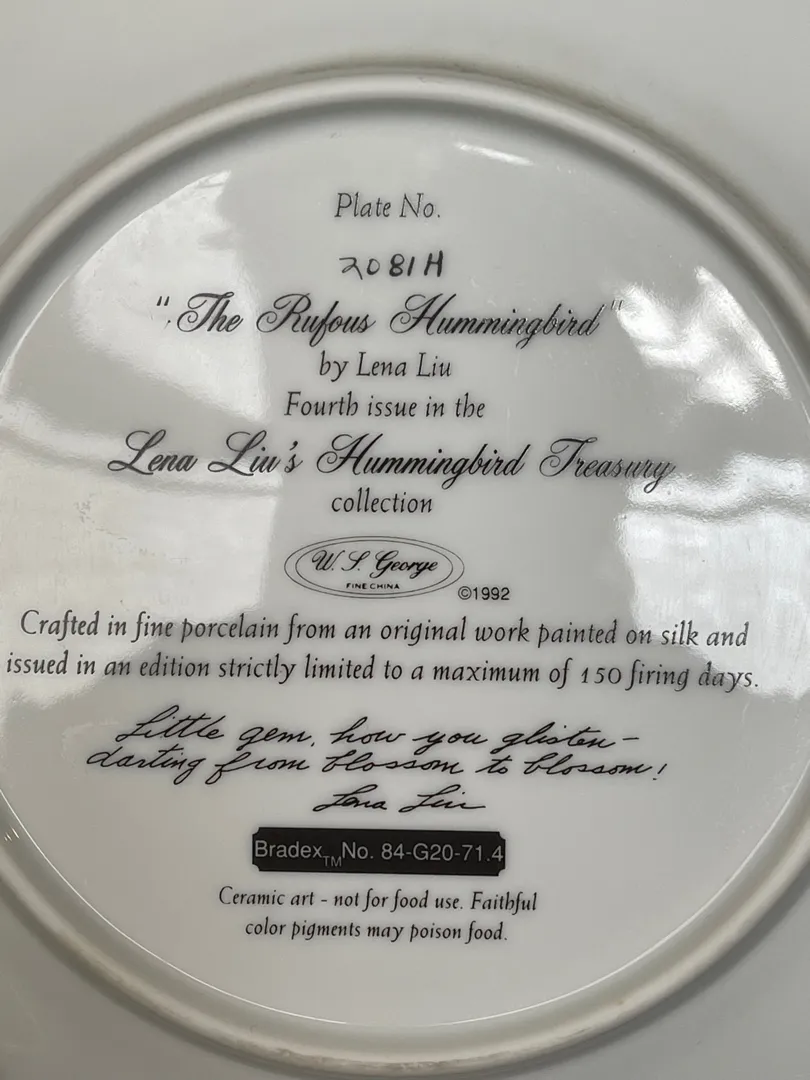 Plate No.
2081H
"The Rufous Hummingbird"
by Lena Liu
Fourth issue in the
Lena Liu's Hummingbird Treasury
collection
W. S. George
FINE CHINA
©1992
Crafted in fine porcelain from an original work painted on silk and
issued in an edition strictly limited to a maximum of 150 firing days.
Little gem, how you glisten—
darting from blossom to blossom!
Lena Liu
Bradex™ No. 84-G20-71.4
Ceramic art - not for food use. Faithful
color pigments may poison food.